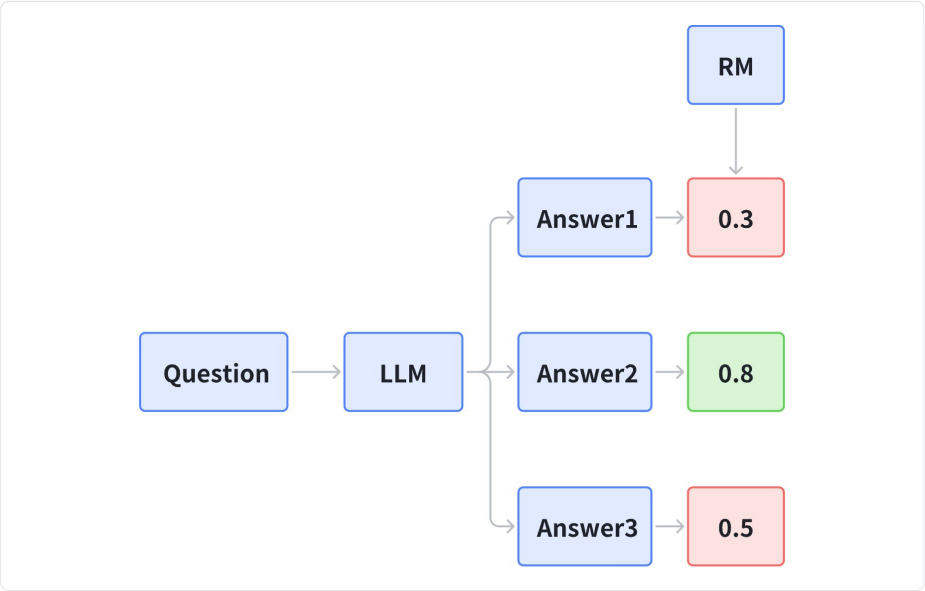 RM
Answer1
0.3
Question
LLM
Answer2
0.8
Answer3
0.5